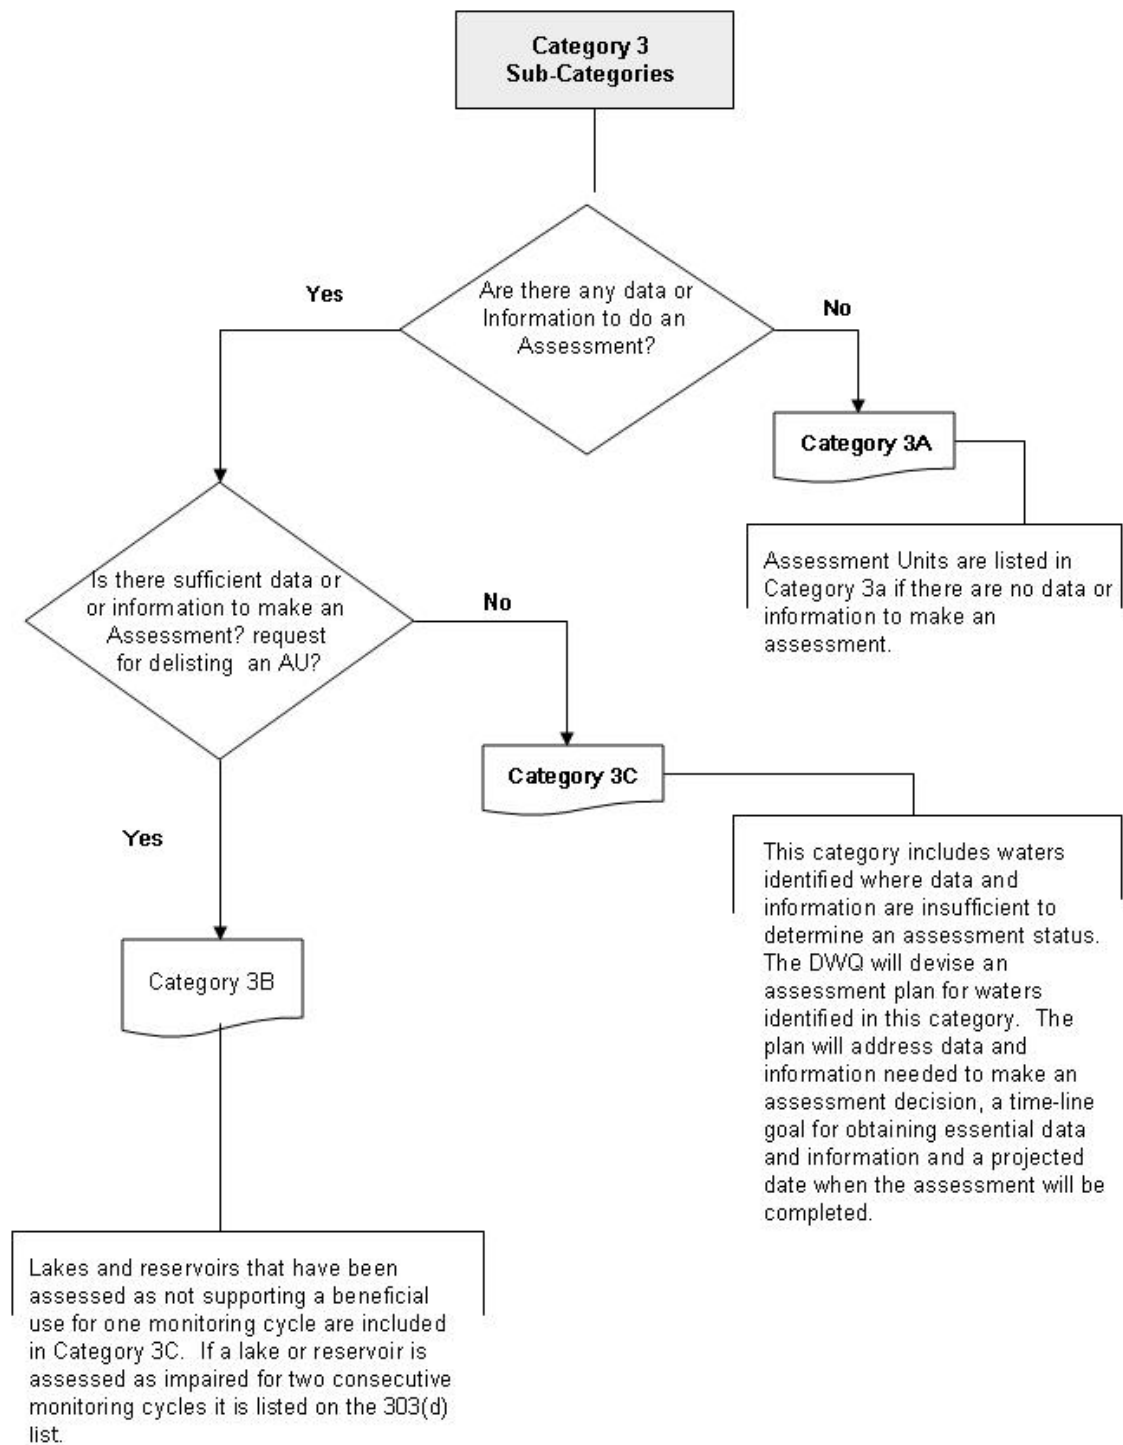 Category 3
Sub-Categories
Yes
Are there any data or
Information to do an
Assessment?
No
Category 3A
Assessment Units are listed in
Category 3a if there are no data or
information to make an
assessment.
Is there sufficient data or
or information to make an
Assessment? request
for delisting an AU?
No
Category 3C
This category includes waters
identified where data and
information are insufficient to
determine an assessment status.
The DWQ will devise an
assessment plan for waters
identified in this category. The
plan will address data and
information needed to make an
assessment decision, a time-line
goal for obtaining essential data
and information and a projected
date when the assessment will be
completed.
Yes
Category 3B
Lakes and reservoirs that have been
assessed as not supporting a beneficial
use for one monitoring cycle are included
in Category 3C. If a lake or reservoir is
assessed as impaired for two consecutive
monitoring cycles it is listed on the 303(d)
list.